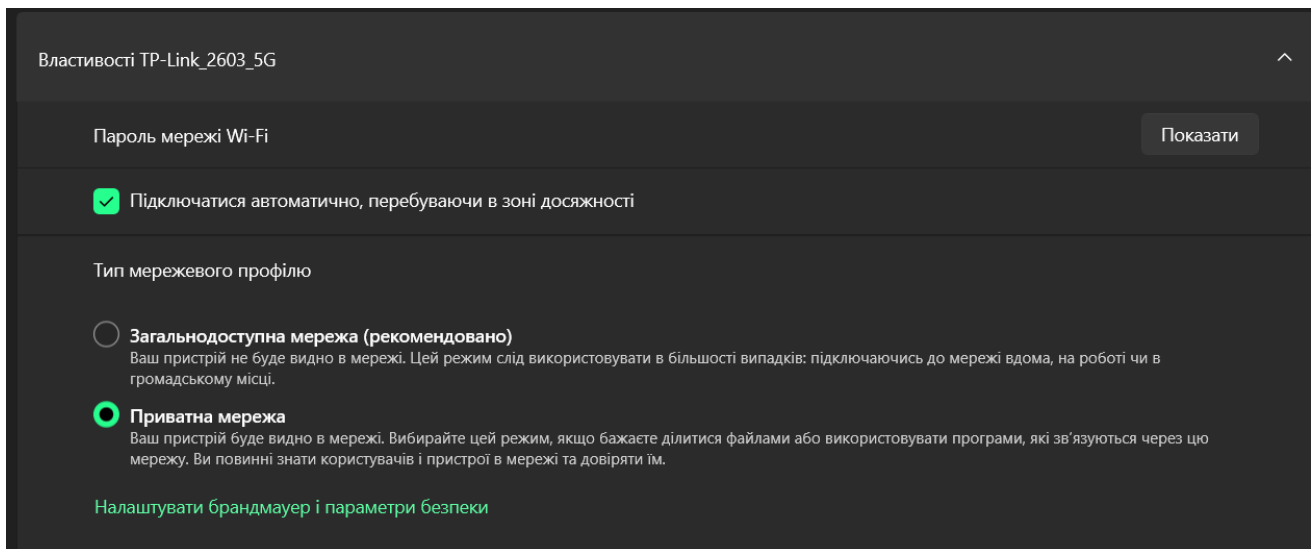 Властивості TP-Link_2603_5G
Пароль мережі Wi-Fi
Показати
Підключатися автоматично, перебуваючи в зоні досяжності
Тип мережевого профілю
Загальнодоступна мережа (рекомендовано)
Ваш пристрій не буде видно в мережі. Цей режим слід використовувати в більшості випадків: підключаючись до мережі вдома, на роботі чи в
громадському місці.
Приватна мережа
Ваш пристрій буде видно в мережі. Вибирайте цей режим, якщо бажаєте ділитися файлами або використовувати програми, які зв’язуються через цю
мережу. Ви повинні знати користувачів і пристрої в мережі та довіряти їм.
Налаштувати брандмауер і параметри безпеки